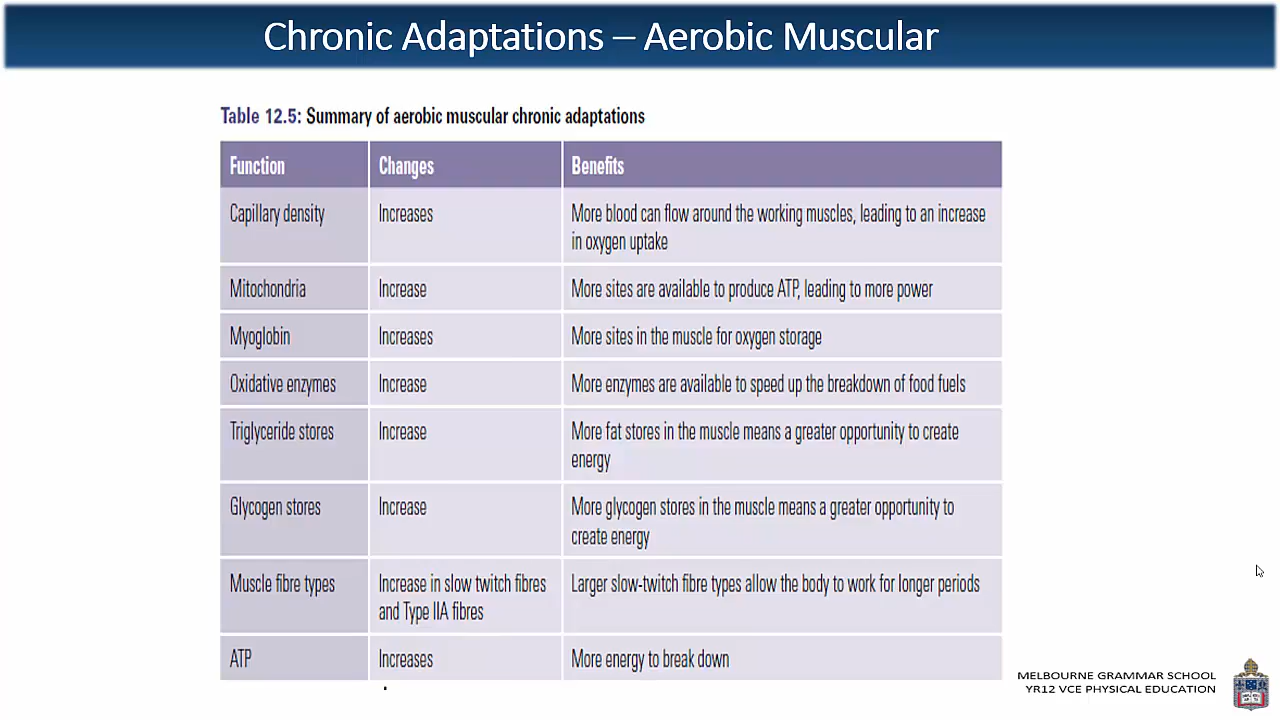 Chronic Adaptations – Aerobic Muscular
Table 12.5: Summary of aerobic muscular chronic adaptations
Function Changes Benefits
Capillary density Increases More blood can flow around the working muscles, leading to an increase
in oxygen uptake
Mitochondria Increase More sites are available to produce ATP, leading to more power
Myoglobin Increases More sites in the muscle for oxygen storage
Oxidative enzymes Increase More enzymes are available to speed up the breakdown of food fuels
Triglyceride stores Increase More fat stores in the muscle means a greater opportunity to create
energy
Glycogen stores Increase More glycogen stores in the muscle means a greater opportunity to
create energy
Muscle fibre types Increase in slow twitch fibres Larger slow-twitch fibre types allow the body to work for longer periods
and Type IIA fibres
ATP Increases More energy to break down
MELBOURNE GRAMMAR SCHOOL
YR12 VCE PHYSICAL EDUCATION